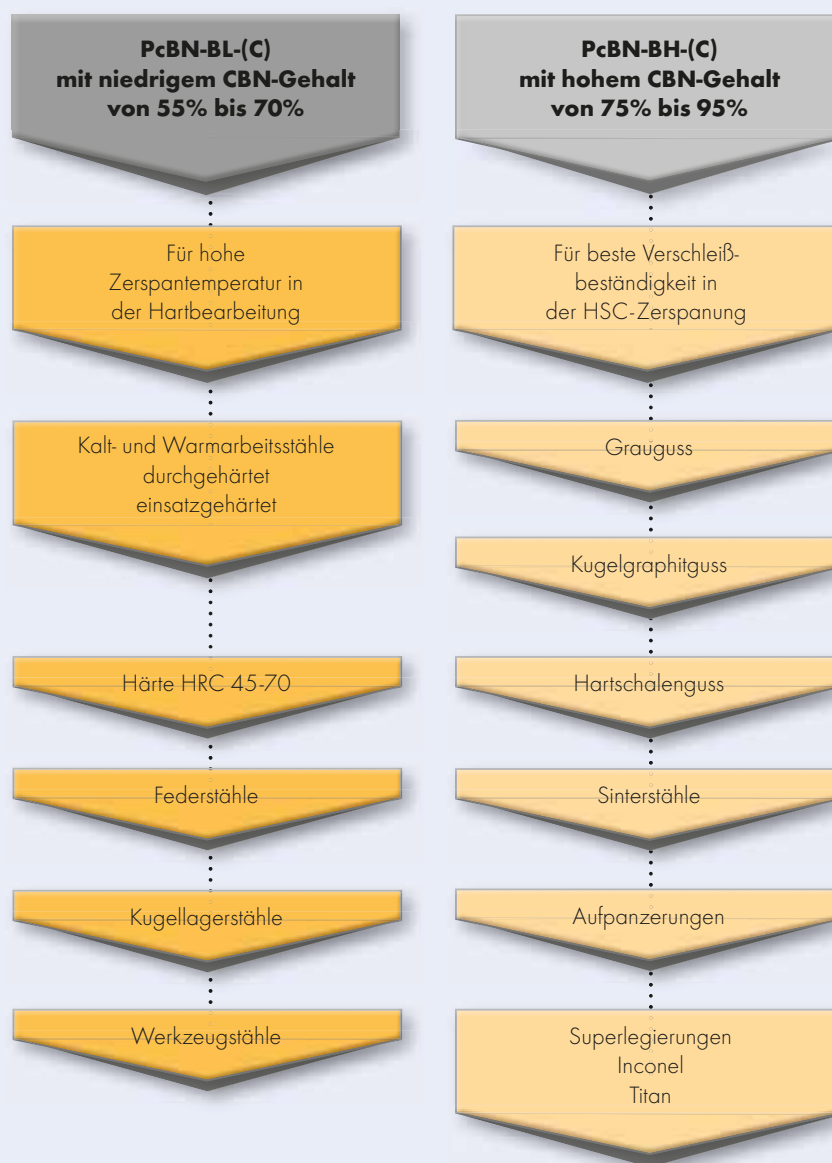 PcBN-BL-(C)
mit niedrigem CBN-Gehalt
von 55% bis 70%
Für hohe
Zerspantemperatur in
der Hartbearbeitung
Kalt- und Warmarbeitsstähle
durchgehärtet
einsatzgehärtet
Härte HRC 45-70
Federstähle
Kugellagerstähle
Werkzeugstähle
PcBN-BH-(C)
mit hohem CBN-Gehalt
von 75% bis 95%
Für beste Verschleiß-
beständigkeit in
der HSC-Zerspanung
Grauguss
Kugelgraphitguss
Hartschalenguss
Sinterstähle
Aufpanzerungen
Superlegierungen
Inconel
Titan